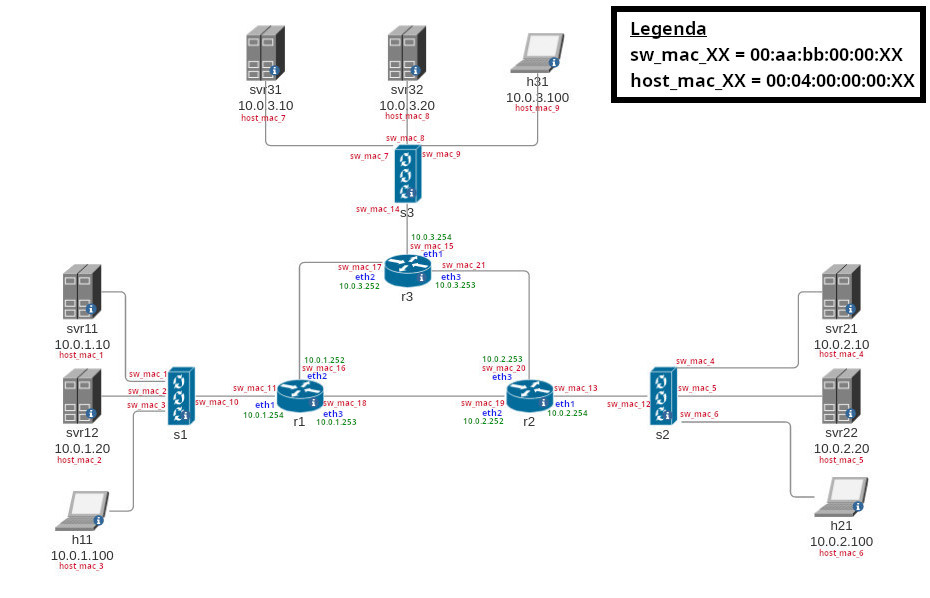 Legenda
sw_mac_XX = 00:aa:bb:00:00:XX
host_mac_XX = 00:04:00:00:00:XX
svr31
10.0.3.10
host_mac_7
svr32
10.0.3.20
host_mac_8
h31
10.0.3.100
host_mac_9
sw_mac_8
sw_mac_7
sw_mac_9
sw_mac_14
s3
10.0.3.254
sw_mac_15
eth1
sw_mac_17
eth2
10.0.3.252
sw_mac_21
eth3
10.0.3.253
r3
svr11
10.0.1.10
host_mac_1
svr12
10.0.1.20
host_mac_2
h11
10.0.1.100
host_mac_3
sw_mac_1
sw_mac_2
sw_mac_3
sw_mac_10
s1
sw_mac_11
eth1
10.0.1.254
10.0.1.252
sw_mac_16
eth2
sw_mac_18
eth3
10.0.1.253
r1
10.0.2.253
sw_mac_20
eth3
sw_mac_19
eth2
10.0.2.252
sw_mac_13
eth1
10.0.2.254
r2
sw_mac_12
s2
sw_mac_4
sw_mac_5
sw_mac_6
svr21
10.0.2.10
host_mac_4
svr22
10.0.2.20
host_mac_5
h21
10.0.2.100
host_mac_6